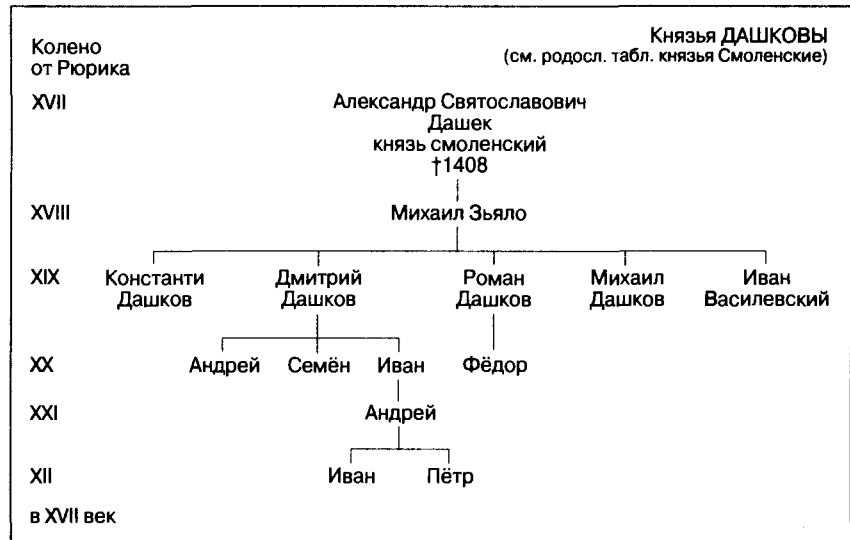 Князья ДАШКОВЫ
(см. родосл. табл. князья Смоленские)
Колено
от Рюрика
XVII
Александр Святославович
Дашек
князь смоленский
†1408
XVIII
Михаил Зьяло
XIX
Константи
Дашков
Дмитрий
Дашков
Роман
Дашков
Михаил
Дашков
Иван
Василевский
XX
Андрей
Семён
Иван
Фёдор
XXI
Андрей
XII
Иван
Пётр
в XVII век